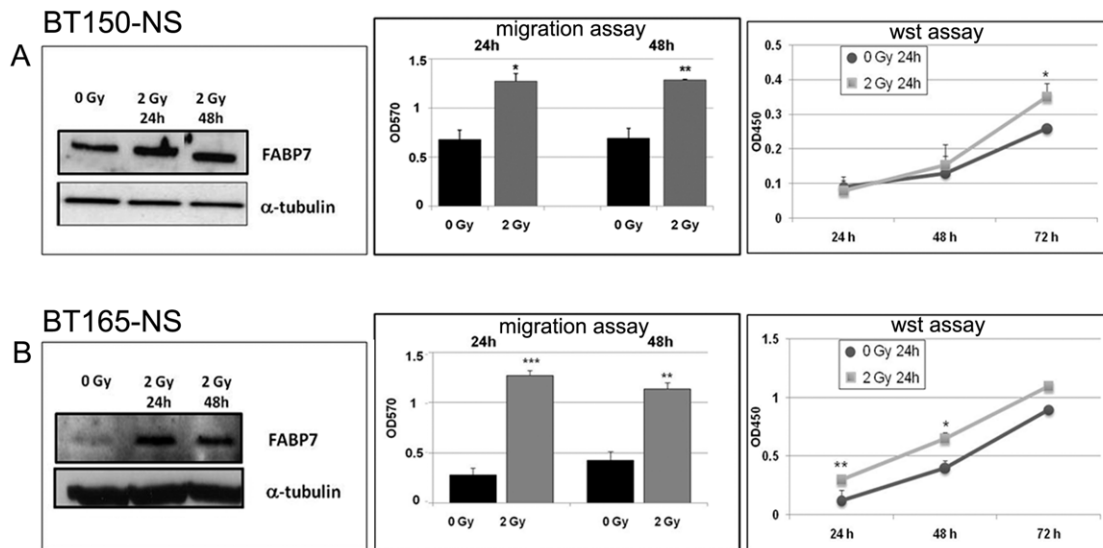 BT150-NS
A
0 Gy 2 Gy 2 Gy
24h 48h
FABP7
α-tubulin
migration assay
24h 48h
* **
OD570
1.5
1
0.5
0
0 Gy 2 Gy 0 Gy 2 Gy
wst assay
0 Gy 24h
2 Gy 24h
*
OD450
0.5
0.4
0.3
0.2
0.1
0
24 h 48 h 72 h
BT165-NS
B
0 Gy 2 Gy 2 Gy
24h 48h
FABP7
α-tubulin
migration assay
24h 48h
*** **
OD570
1.5
1
0.5
0
0 Gy 2 Gy 0 Gy 2 Gy
wst assay
0 Gy 24h
2 Gy 24h
** *
OD450
1.5
1
0.5
0
24 h 48 h 72 h